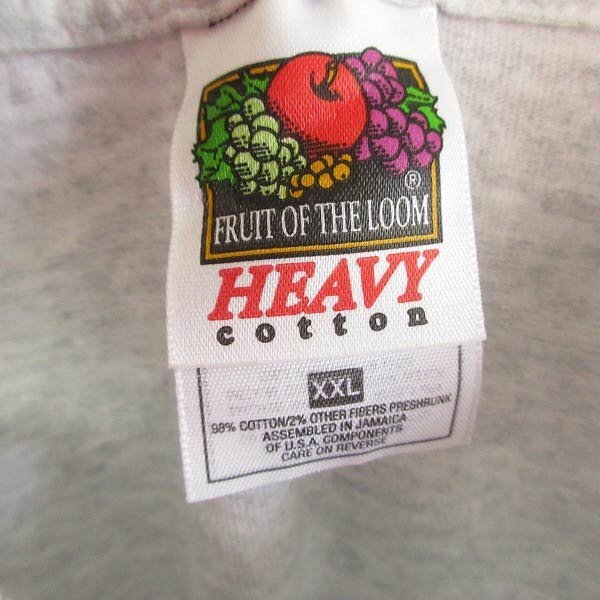 ®
FRUIT OF THE LOOM
HEAVY
cotton
XXL
98% COTTON/2% OTHER FIBERS PRESHRUNK
ASSEMBLED IN JAMAICA
OF U.S.A. COMPONENTS
CARE ON REVERSE